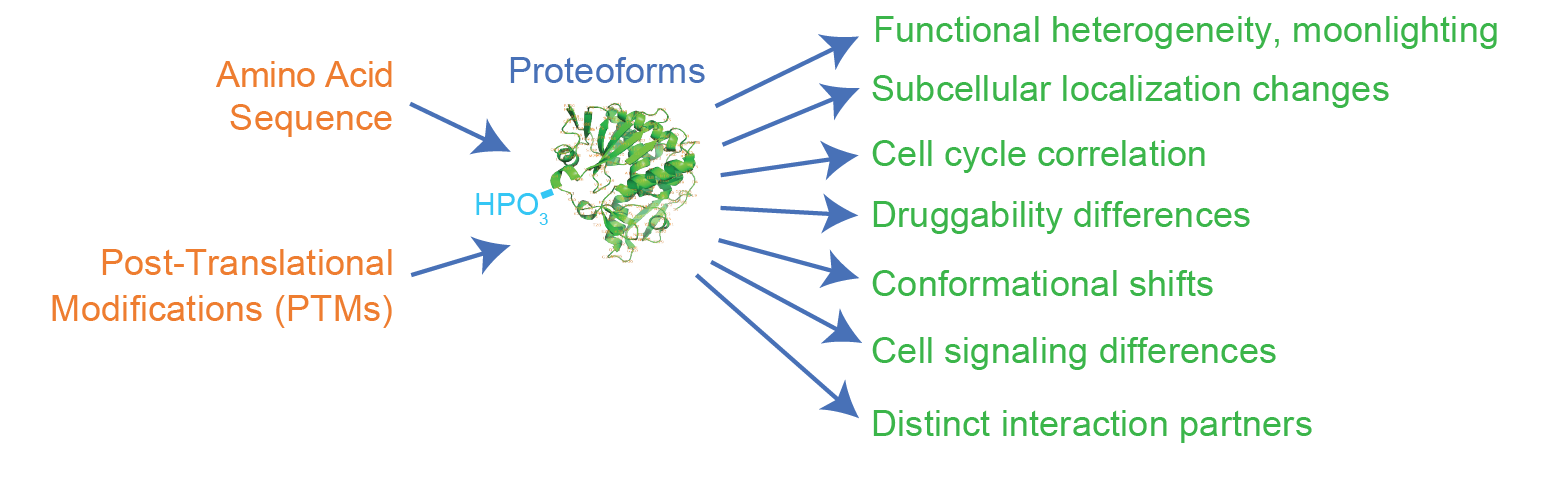 Amino Acid
Sequence
Post-Translational
Modifications (PTMs)
Proteoforms
HPO3
Functional heterogeneity, moonlighting
Subcellular localization changes
Cell cycle correlation
Druggability differences
Conformational shifts
Cell signaling differences
Distinct interaction partners